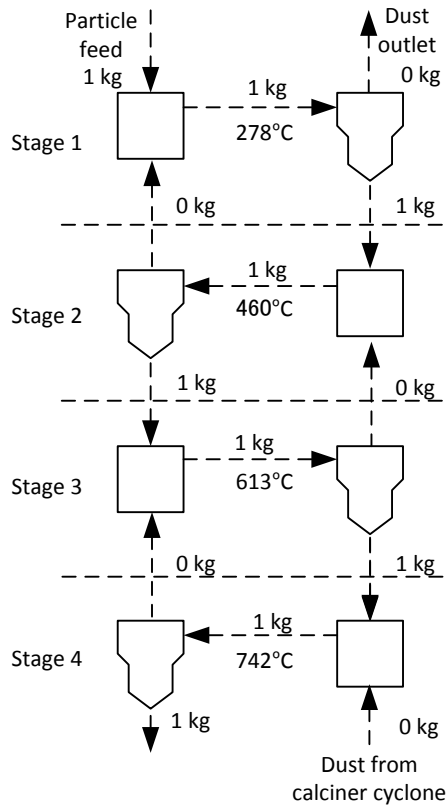 Particle
feed
1 kg
Dust
outlet
0 kg
1 kg
278°C
Stage 1
0 kg
1 kg
1 kg
460°C
Stage 2
1 kg
0 kg
1 kg
613°C
Stage 3
0 kg
1 kg
1 kg
742°C
Stage 4
1 kg
0 kg
Dust from
calciner cyclone